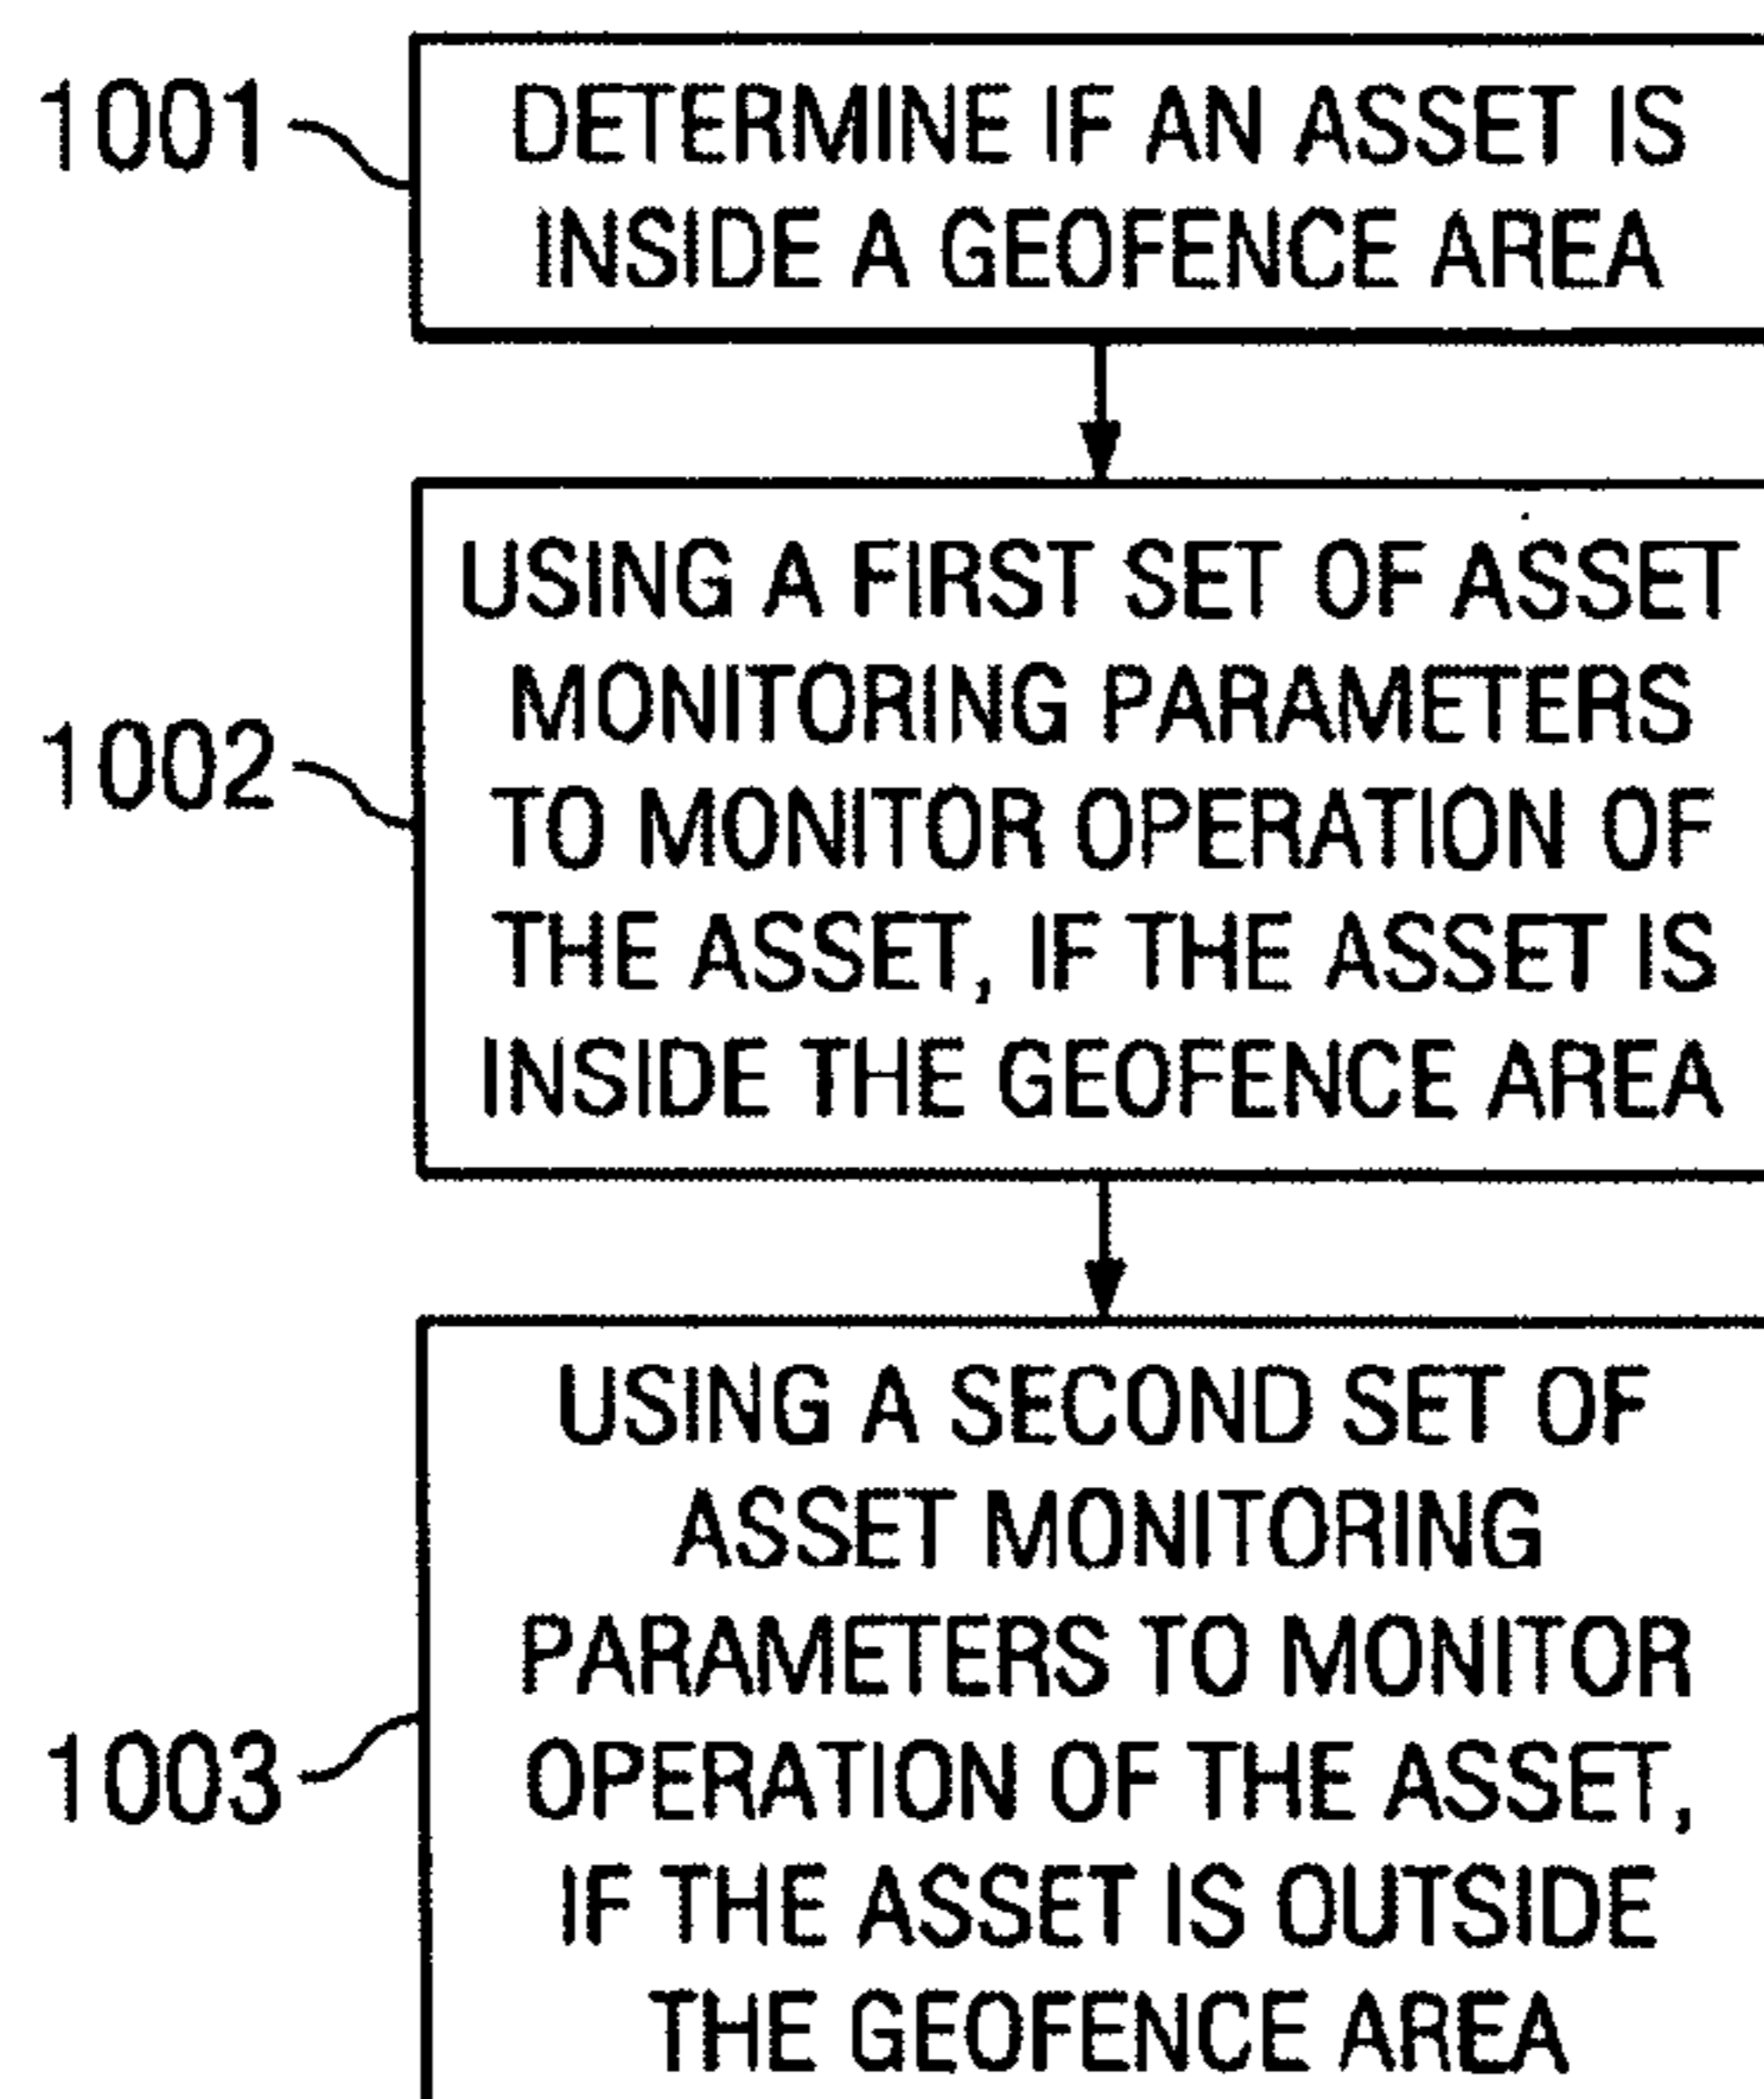 1001
DETERMINE IF AN ASSET IS
INSIDE A GEOFENCE AREA
1002
USING A FIRST SET OF ASSET
MONITORING PARAMETERS
TO MONITOR OPERATION OF
THE ASSET, IF THE ASSET IS
INSIDE THE GEOFENCE AREA
1003
USING A SECOND SET OF
ASSET MONITORING
PARAMETERS TO MONITOR
OPERATION OF THE ASSET,
IF THE ASSET IS OUTSIDE
THE GEOFENCE AREA